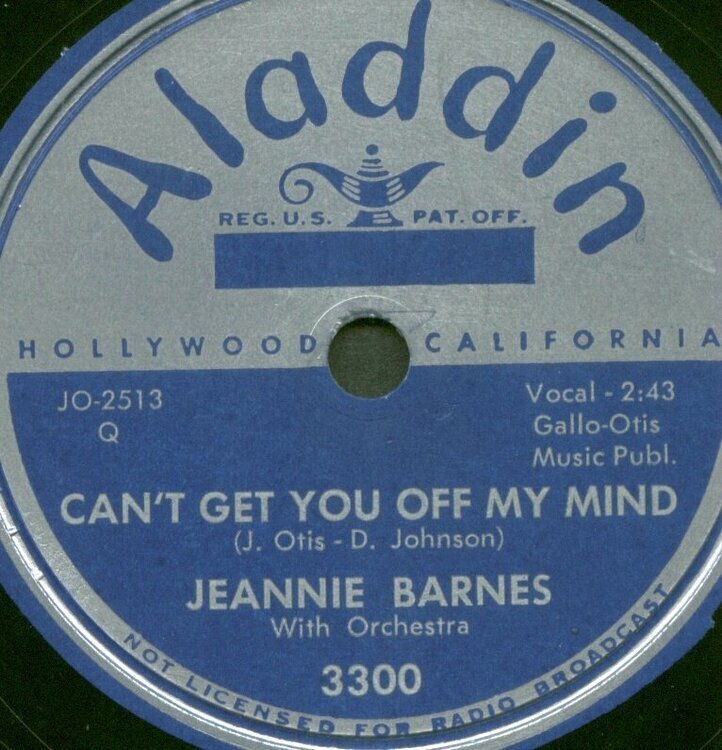 Aladdin
REG. U.S. PAT. OFF.
HOLLYWOOD CALIFORNIA
JO-2513
Q
Vocal - 2:43
Gallo-Otis
Music Publ.
CAN'T GET YOU OFF MY MIND
(J. Otis - D. Johnson)
JEANNIE BARNES
With Orchestra
3300
NOT LICENSED FOR RADIO BROADCAST